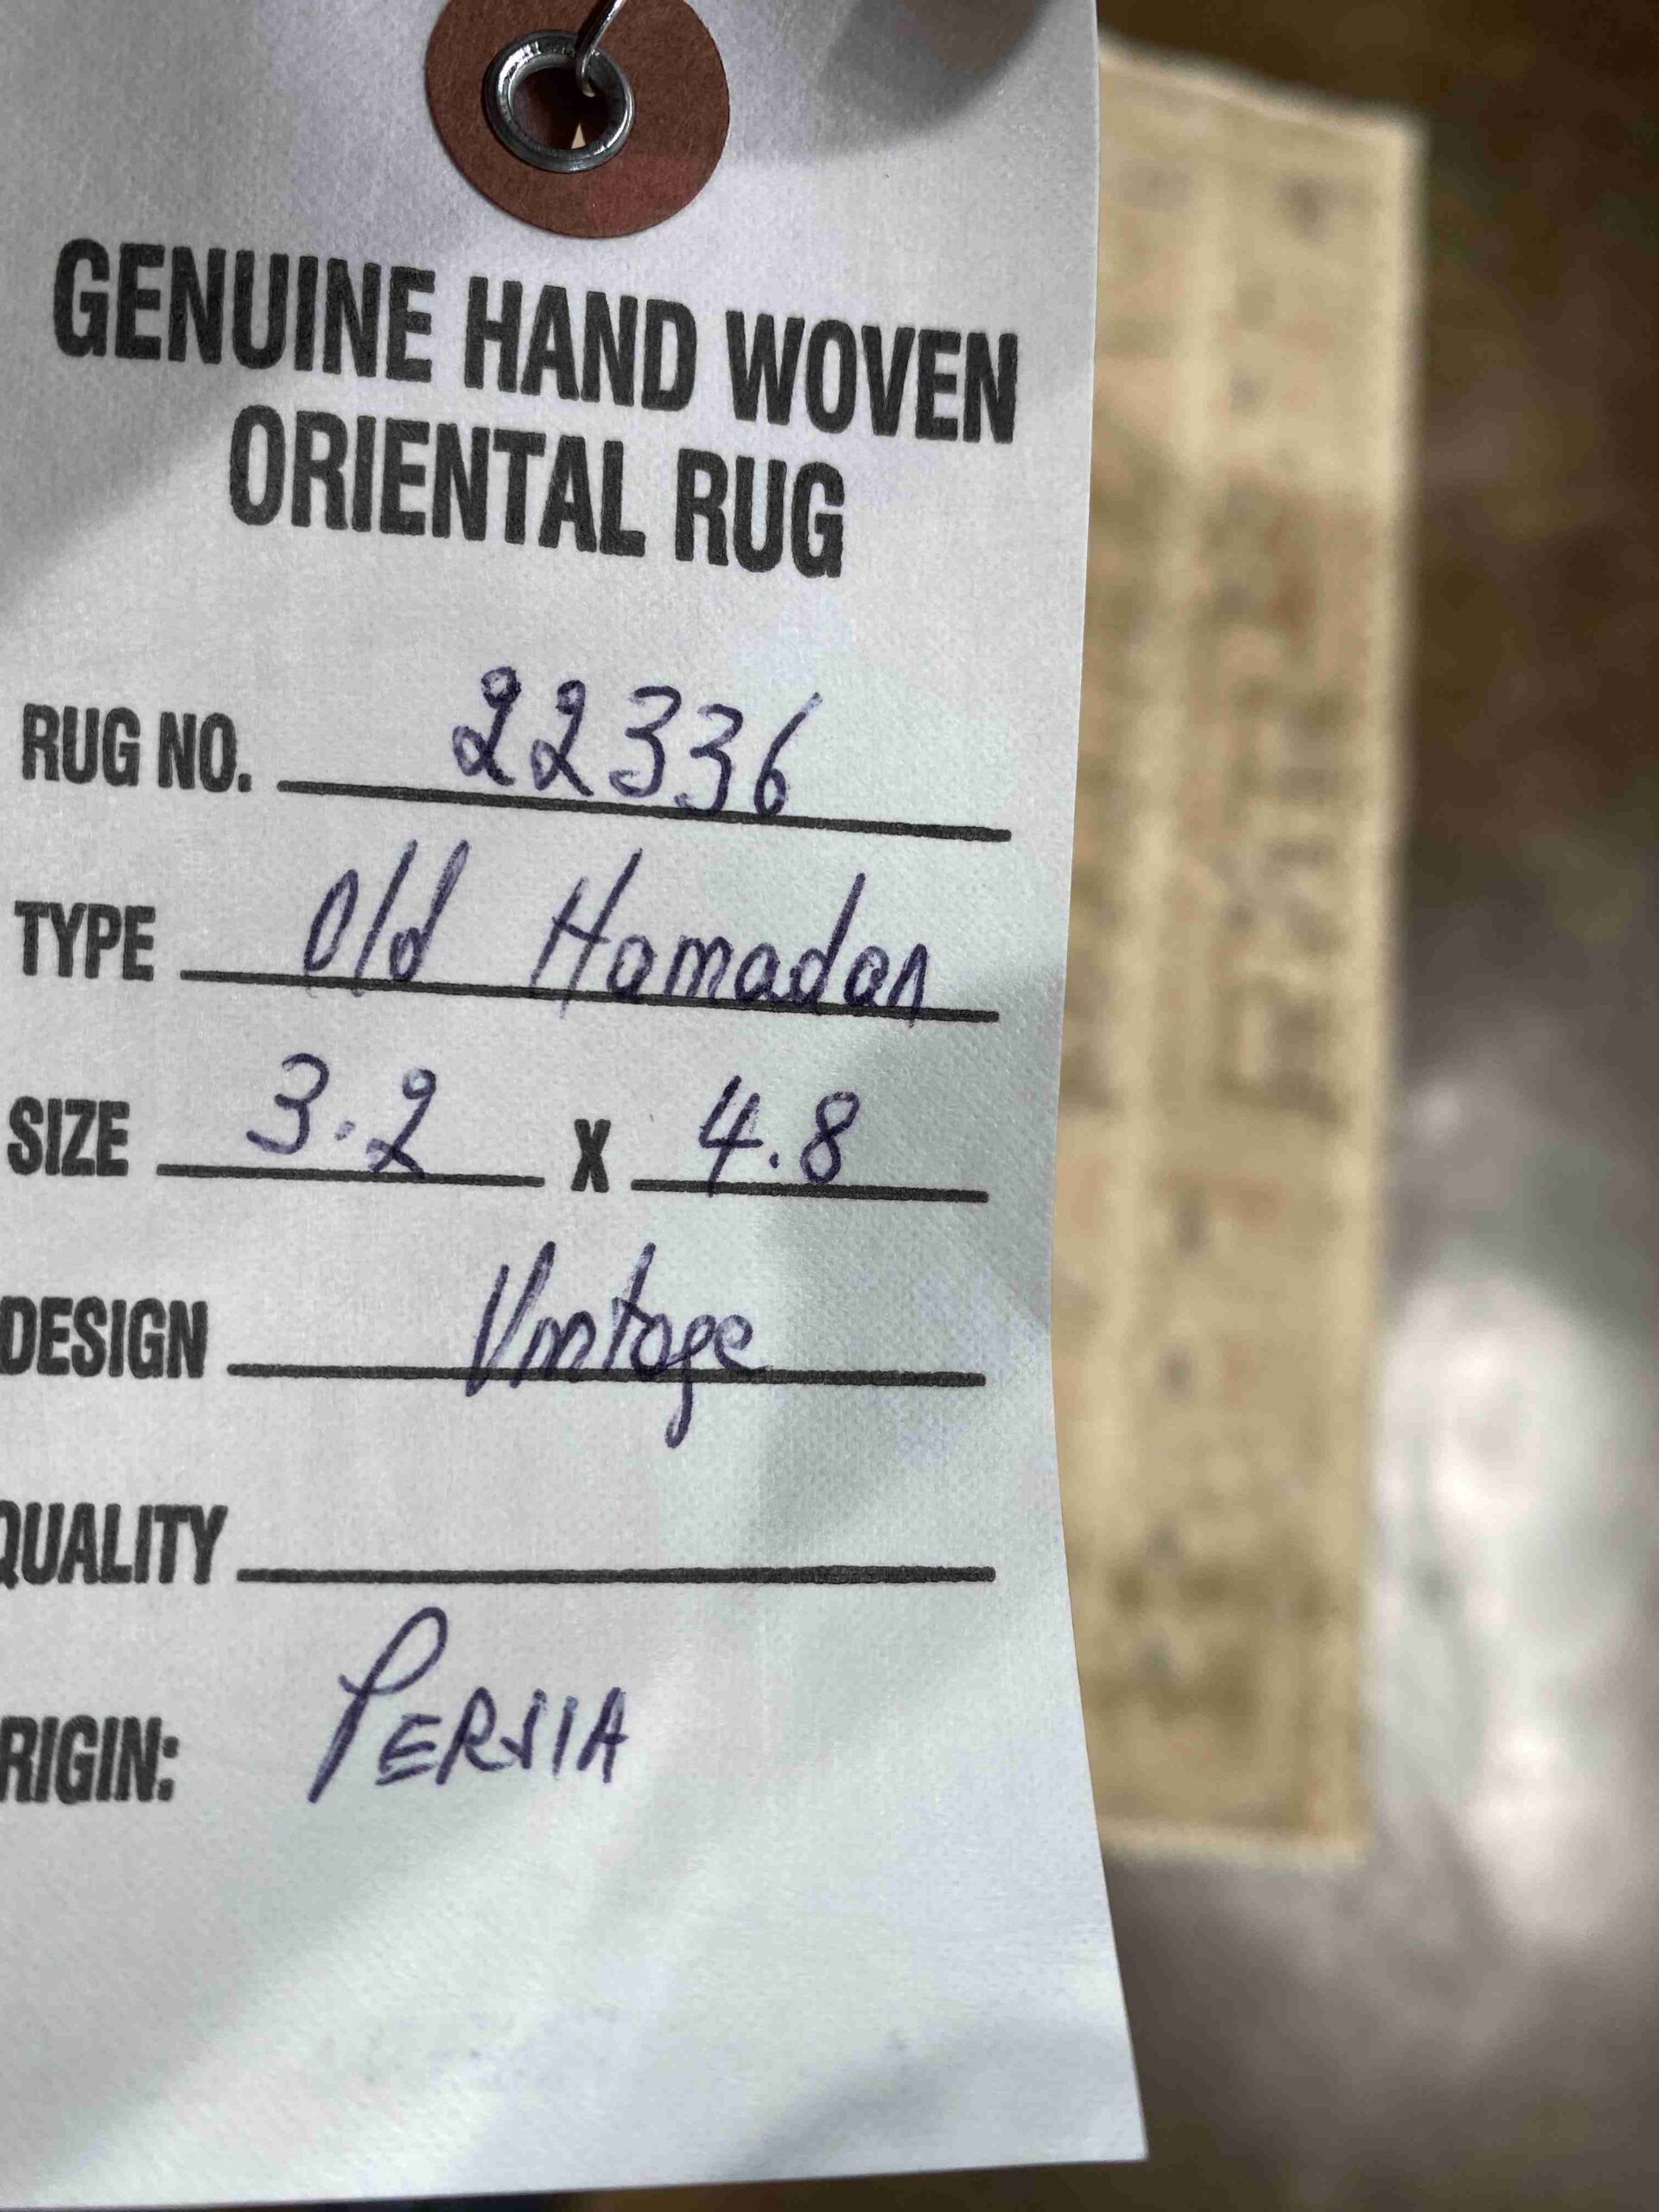 GENUINE HAND WOVEN
ORIENTAL RUG
RUG NO. 22336
TYPE Old Hamadan
SIZE 3.2 X 4.8
DESIGN Vintage
QUALITY
RIGIN: PERSIA